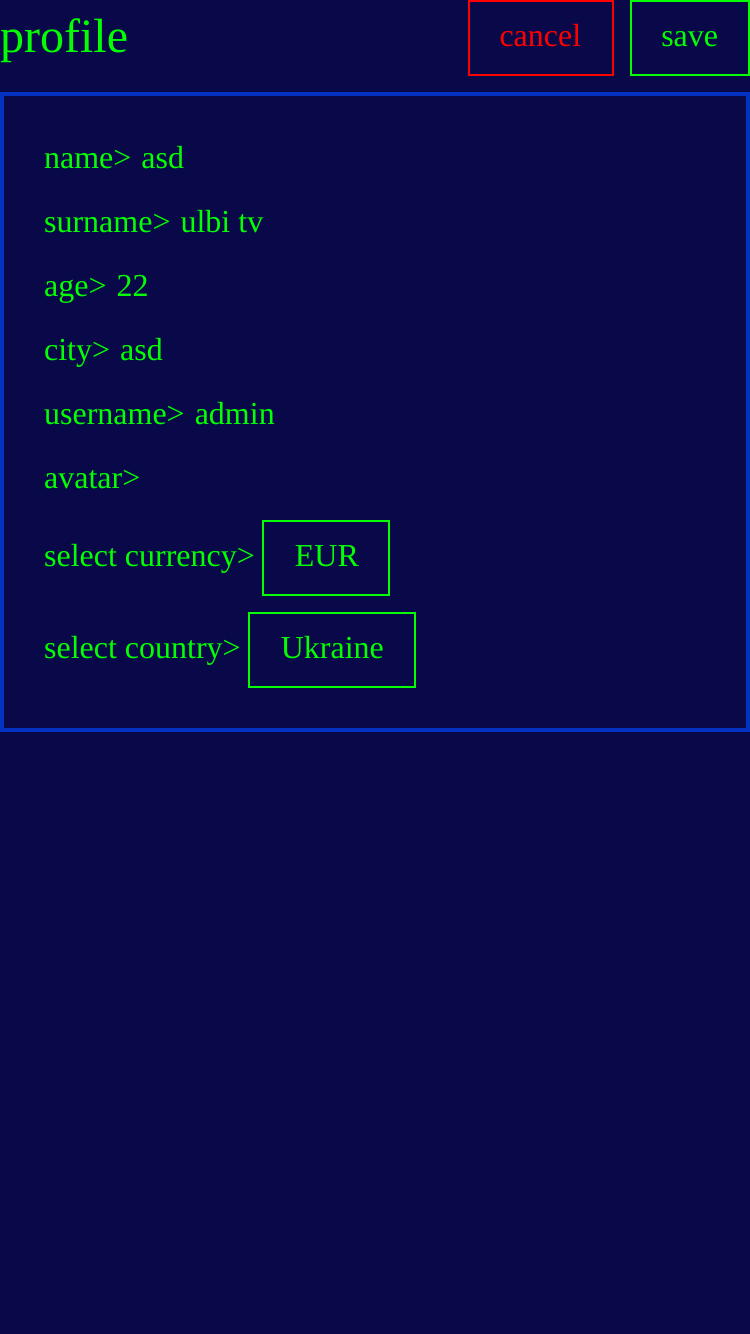 profile
cancel
save
name> asd
surname> ulbi tv
age> 22
city> asd
username> admin
avatar>
select currency> EUR
select country> Ukraine